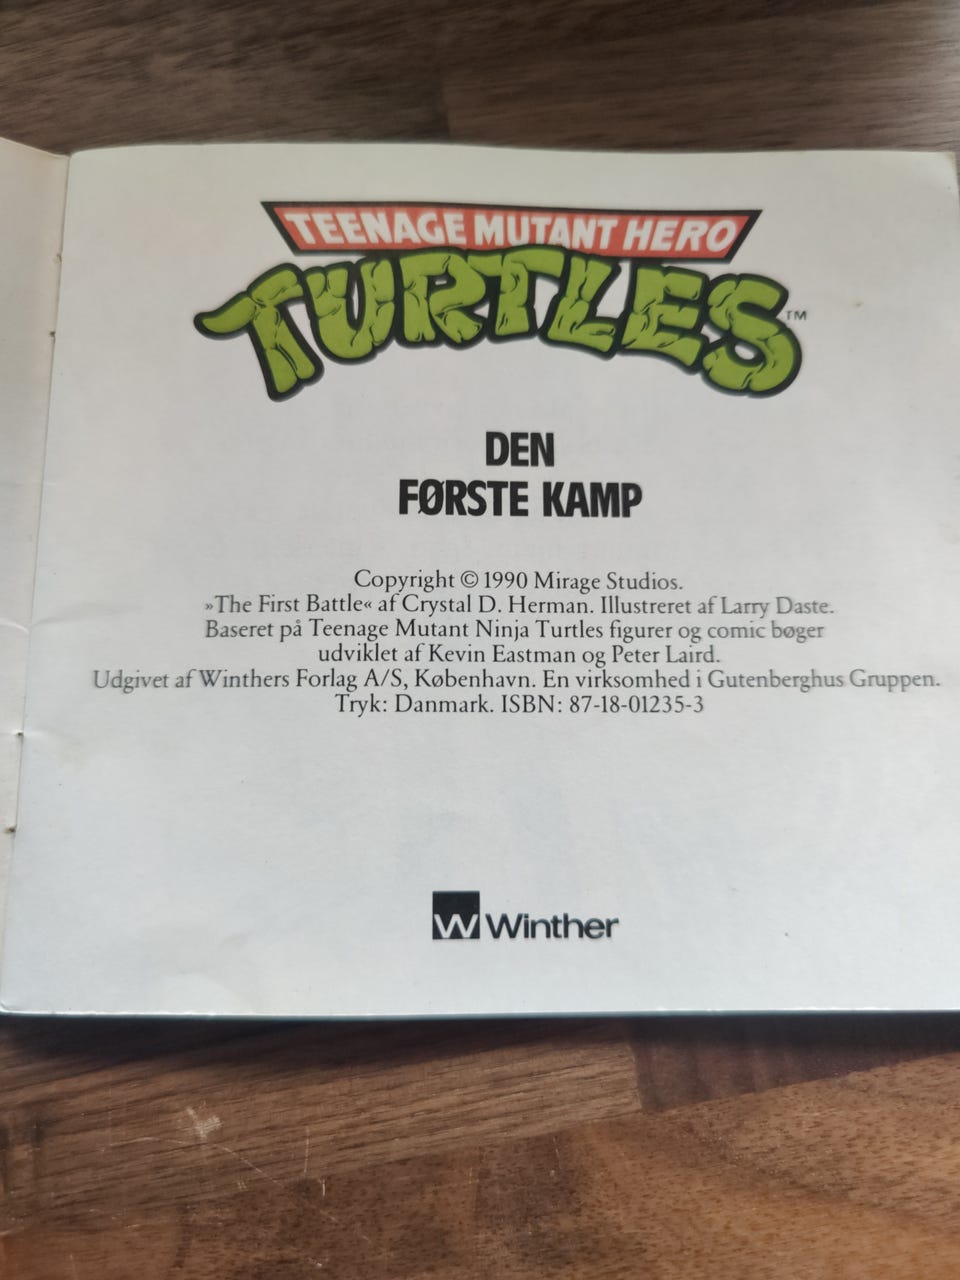 TEENAGE MUTANT HERO
TURTLES™
DEN
FØRSTE KAMP
Copyright © 1990 Mirage Studios.
»The First Battle« af Crystal D. Herman. Illustreret af Larry Daste.
Baseret på Teenage Mutant Ninja Turtles figurer og comic bøger
udviklet af Kevin Eastman og Peter Laird.
Udgivet af Winthers Forlag A/S, København. En virksomhed i Gutenberghus Gruppen.
Tryk: Danmark. ISBN: 87-18-01235-3
W Winther